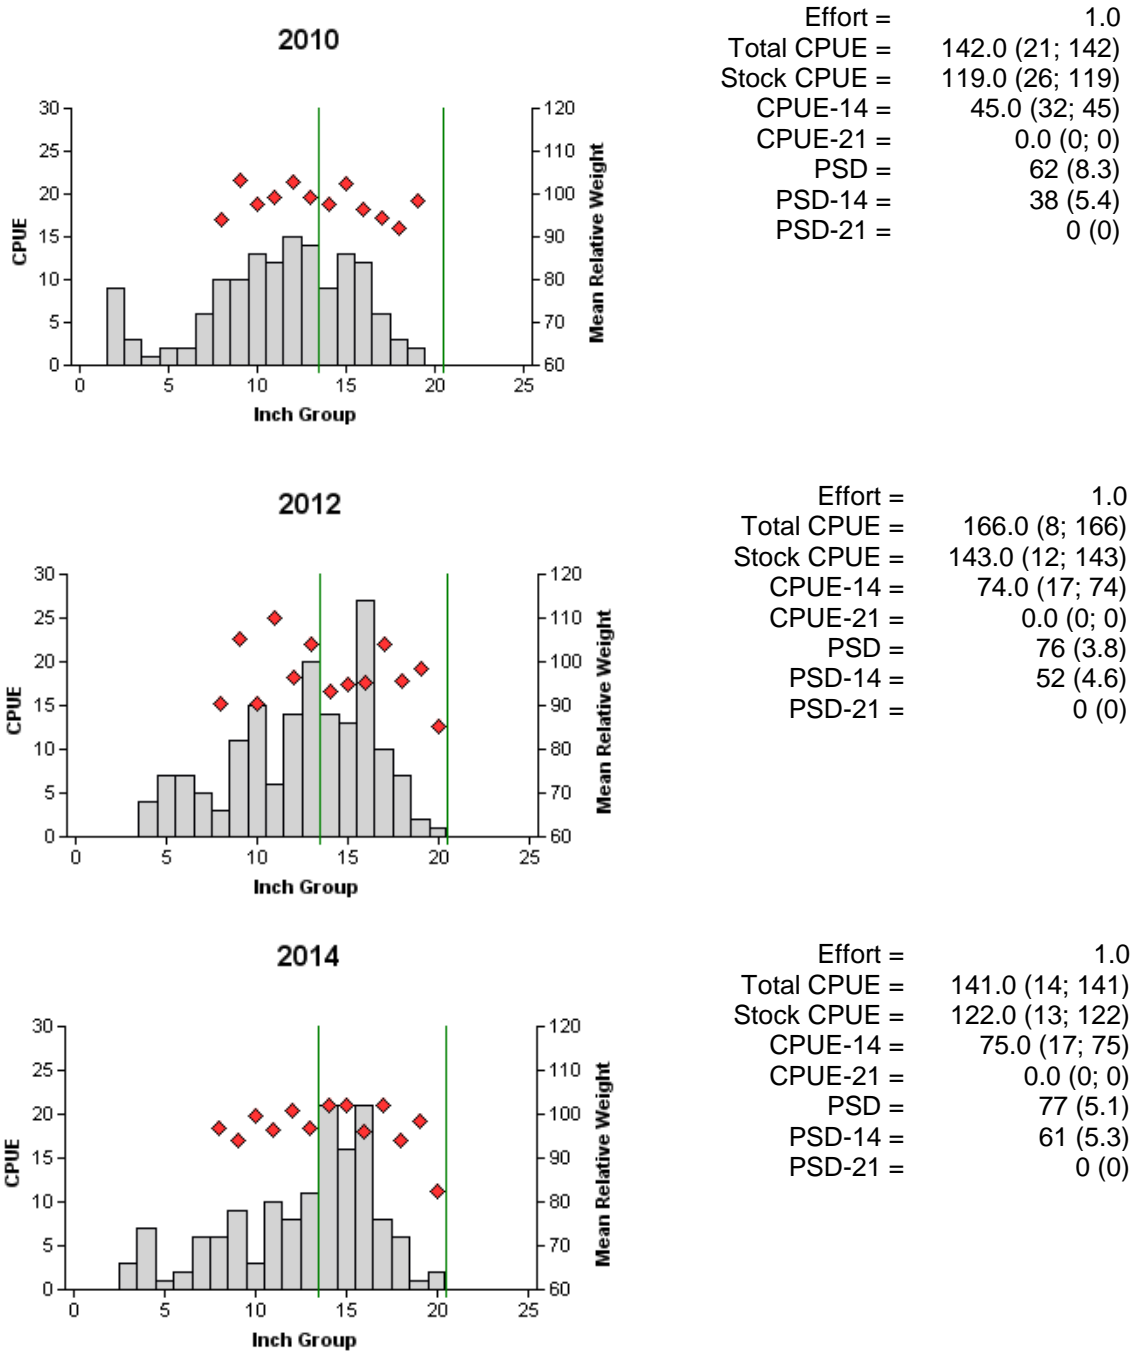 2010
30
25
20
15
10
5
0
CPUE
120
110
100
90
80
70
60
Mean Relative Weight
0 5 10 15 20 25
Inch Group
Effort = 1.0
Total CPUE = 142.0 (21; 142)
Stock CPUE = 119.0 (26; 119)
CPUE-14 = 45.0 (32; 45)
CPUE-21 = 0.0 (0; 0)
PSD = 62 (8.3)
PSD-14 = 38 (5.4)
PSD-21 = 0 (0)
2012
30
25
20
15
10
5
0
CPUE
120
110
100
90
80
70
60
Mean Relative Weight
0 5 10 15 20 25
Inch Group
Effort = 1.0
Total CPUE = 166.0 (8; 166)
Stock CPUE = 143.0 (12; 143)
CPUE-14 = 74.0 (17; 74)
CPUE-21 = 0.0 (0; 0)
PSD = 76 (3.8)
PSD-14 = 52 (4.6)
PSD-21 = 0 (0)
2014
30
25
20
15
10
5
0
CPUE
120
110
100
90
80
70
60
Mean Relative Weight
0 5 10 15 20 25
Inch Group
Effort = 1.0
Total CPUE = 141.0 (14; 141)
Stock CPUE = 122.0 (13; 122)
CPUE-14 = 75.0 (17; 75)
CPUE-21 = 0.0 (0; 0)
PSD = 77 (5.1)
PSD-14 = 61 (5.3)
PSD-21 = 0 (0)